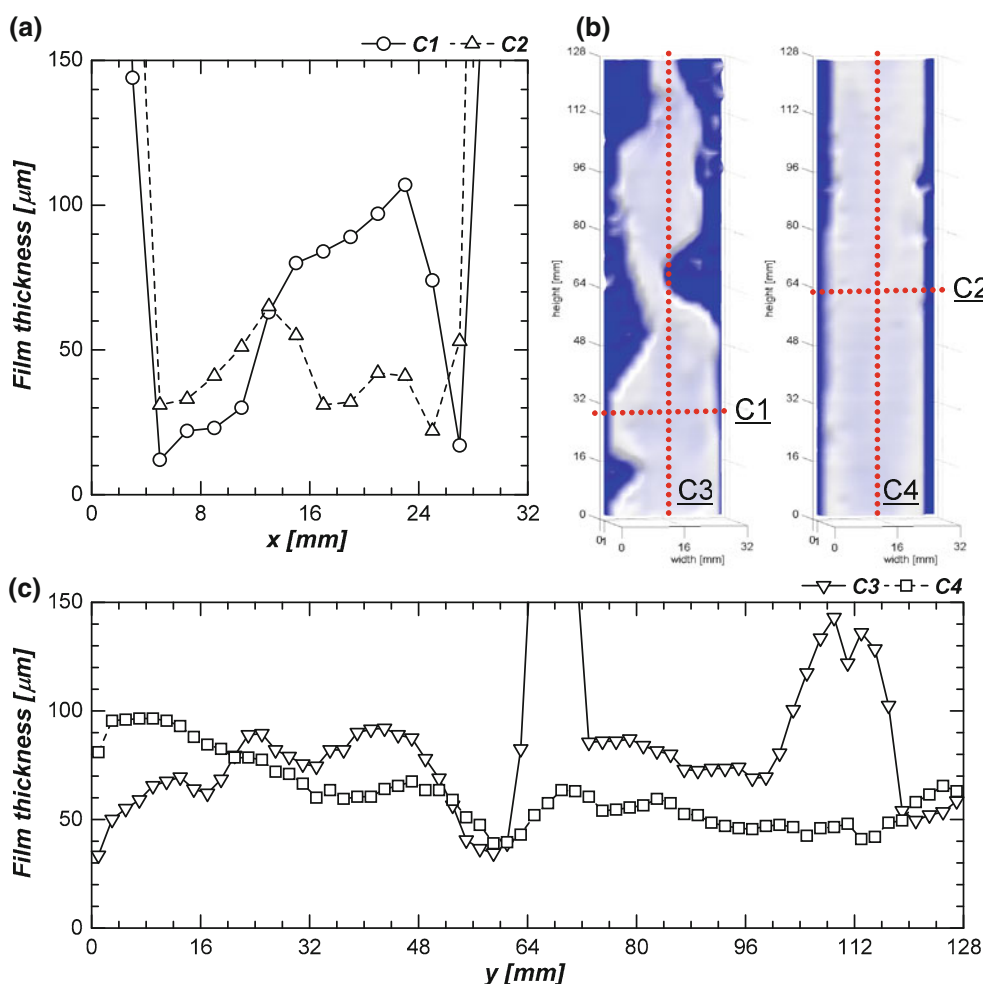 (a)
C1 C2
150
100
50
0
Film thickness [μm]
0 8 16 24 32
x [mm]
(b)
128
112
96
80
64
48
32
16
0
height [mm]
0 1
0 16 32
width [mm]
C1
C3
128
112
96
80
64
48
32
16
0
height [mm]
0 1
0 16 32
width [mm]
C2
C4
(c)
C3 C4
150
100
50
0
Film thickness [μm]
0 16 32 48 64 80 96 112 128
y [mm]